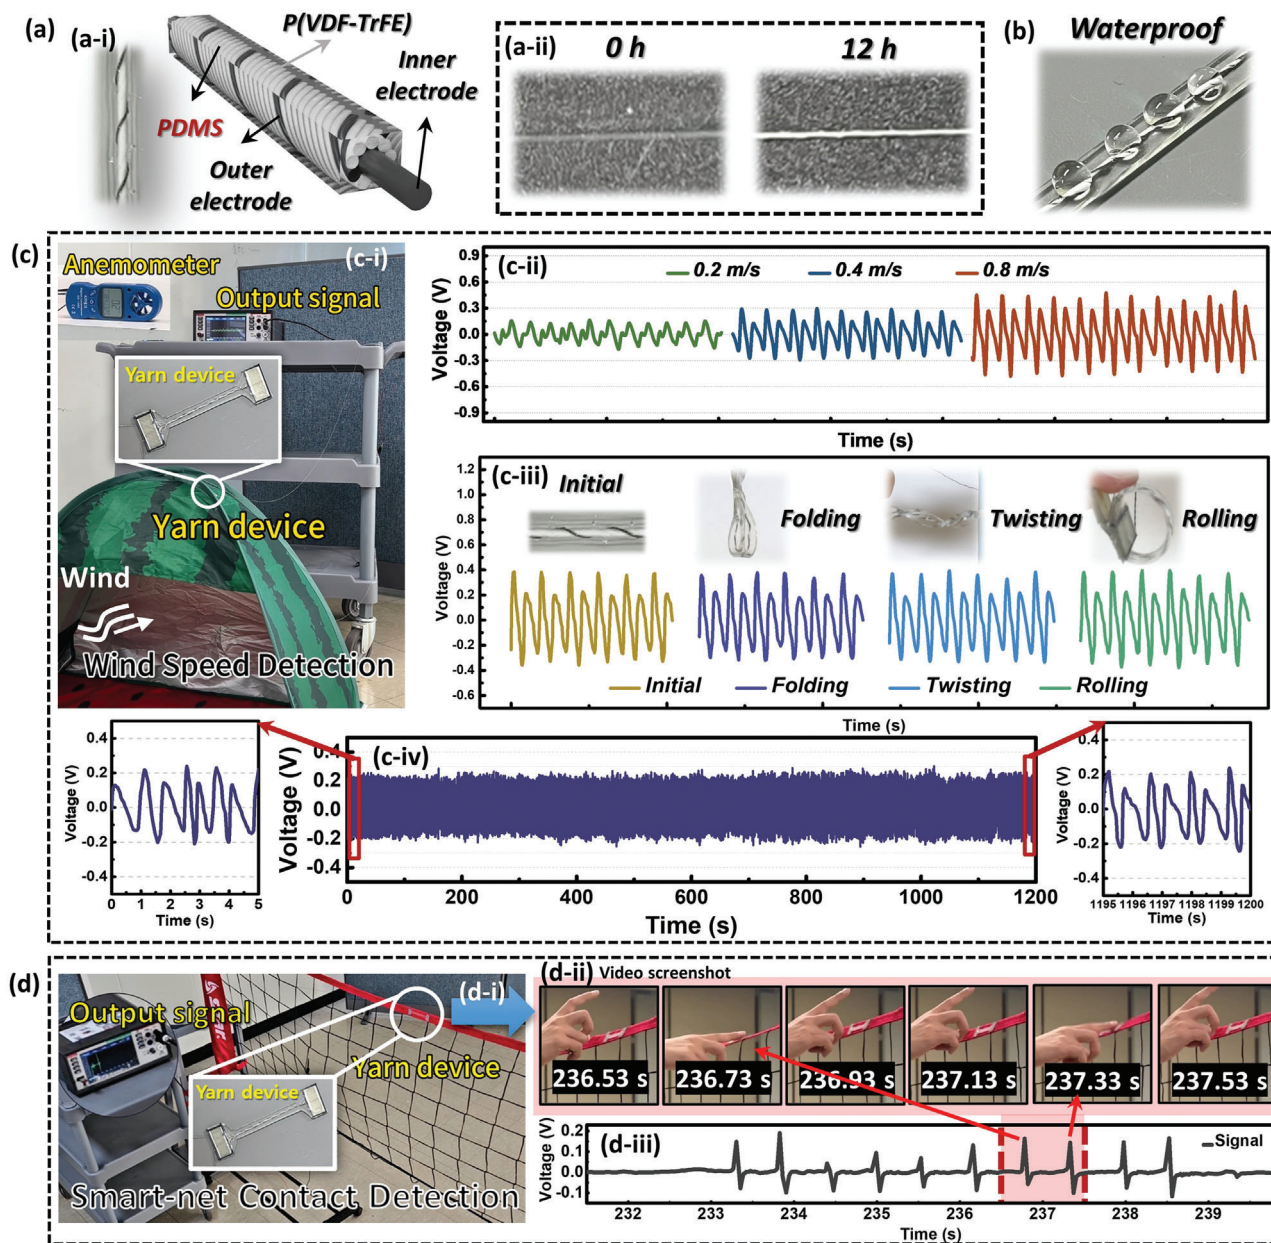 (a)
(a-i)
P(VDF-TrFE)
Inner
electrode
PDMS
Outer
electrode
(a-ii)
0 h
12 h
(b)
Waterproof
(c)
(c-i)
Anemometer
Output signal
Yarn device
Yarn device
Wind
Wind Speed Detection
(c-ii)
0.2 m/s
0.4 m/s
0.8 m/s
Voltage (V)
0.9
0.6
0.3
0.0
-0.3
-0.6
-0.9
Time (s)
(c-iii)
Initial
Folding
Twisting
Rolling
Voltage (V)
1.2
1.0
0.8
0.6
0.4
0.2
0.0
-0.2
-0.4
-0.6
Initial
Folding
Twisting
Rolling
Time (s)
Voltage (V)
0.4
0.2
0.0
-0.2
-0.4
0 1 2 3 4 5
Time (s)
(c-iv)
Voltage (V)
0.4
0.2
0.0
-0.2
-0.4
0 200 400 600 800 1000 1200
Time (s)
Voltage (V)
0.4
0.2
0.0
-0.2
-0.4
1195 1196 1197 1198 1199 1200
Time (s)
(d)
(d-i)
Output signal
Yarn device
Yarn device
Smart-net Contact Detection
(d-ii) Video screenshot
236.53 s
236.73 s
236.93 s
237.13 s
237.33 s
237.53 s
(d-iii)
Signal
Voltage (V)
0.2
0.1
0.0
-0.1
232 233 234 235 236 237 238 239
Time (s)